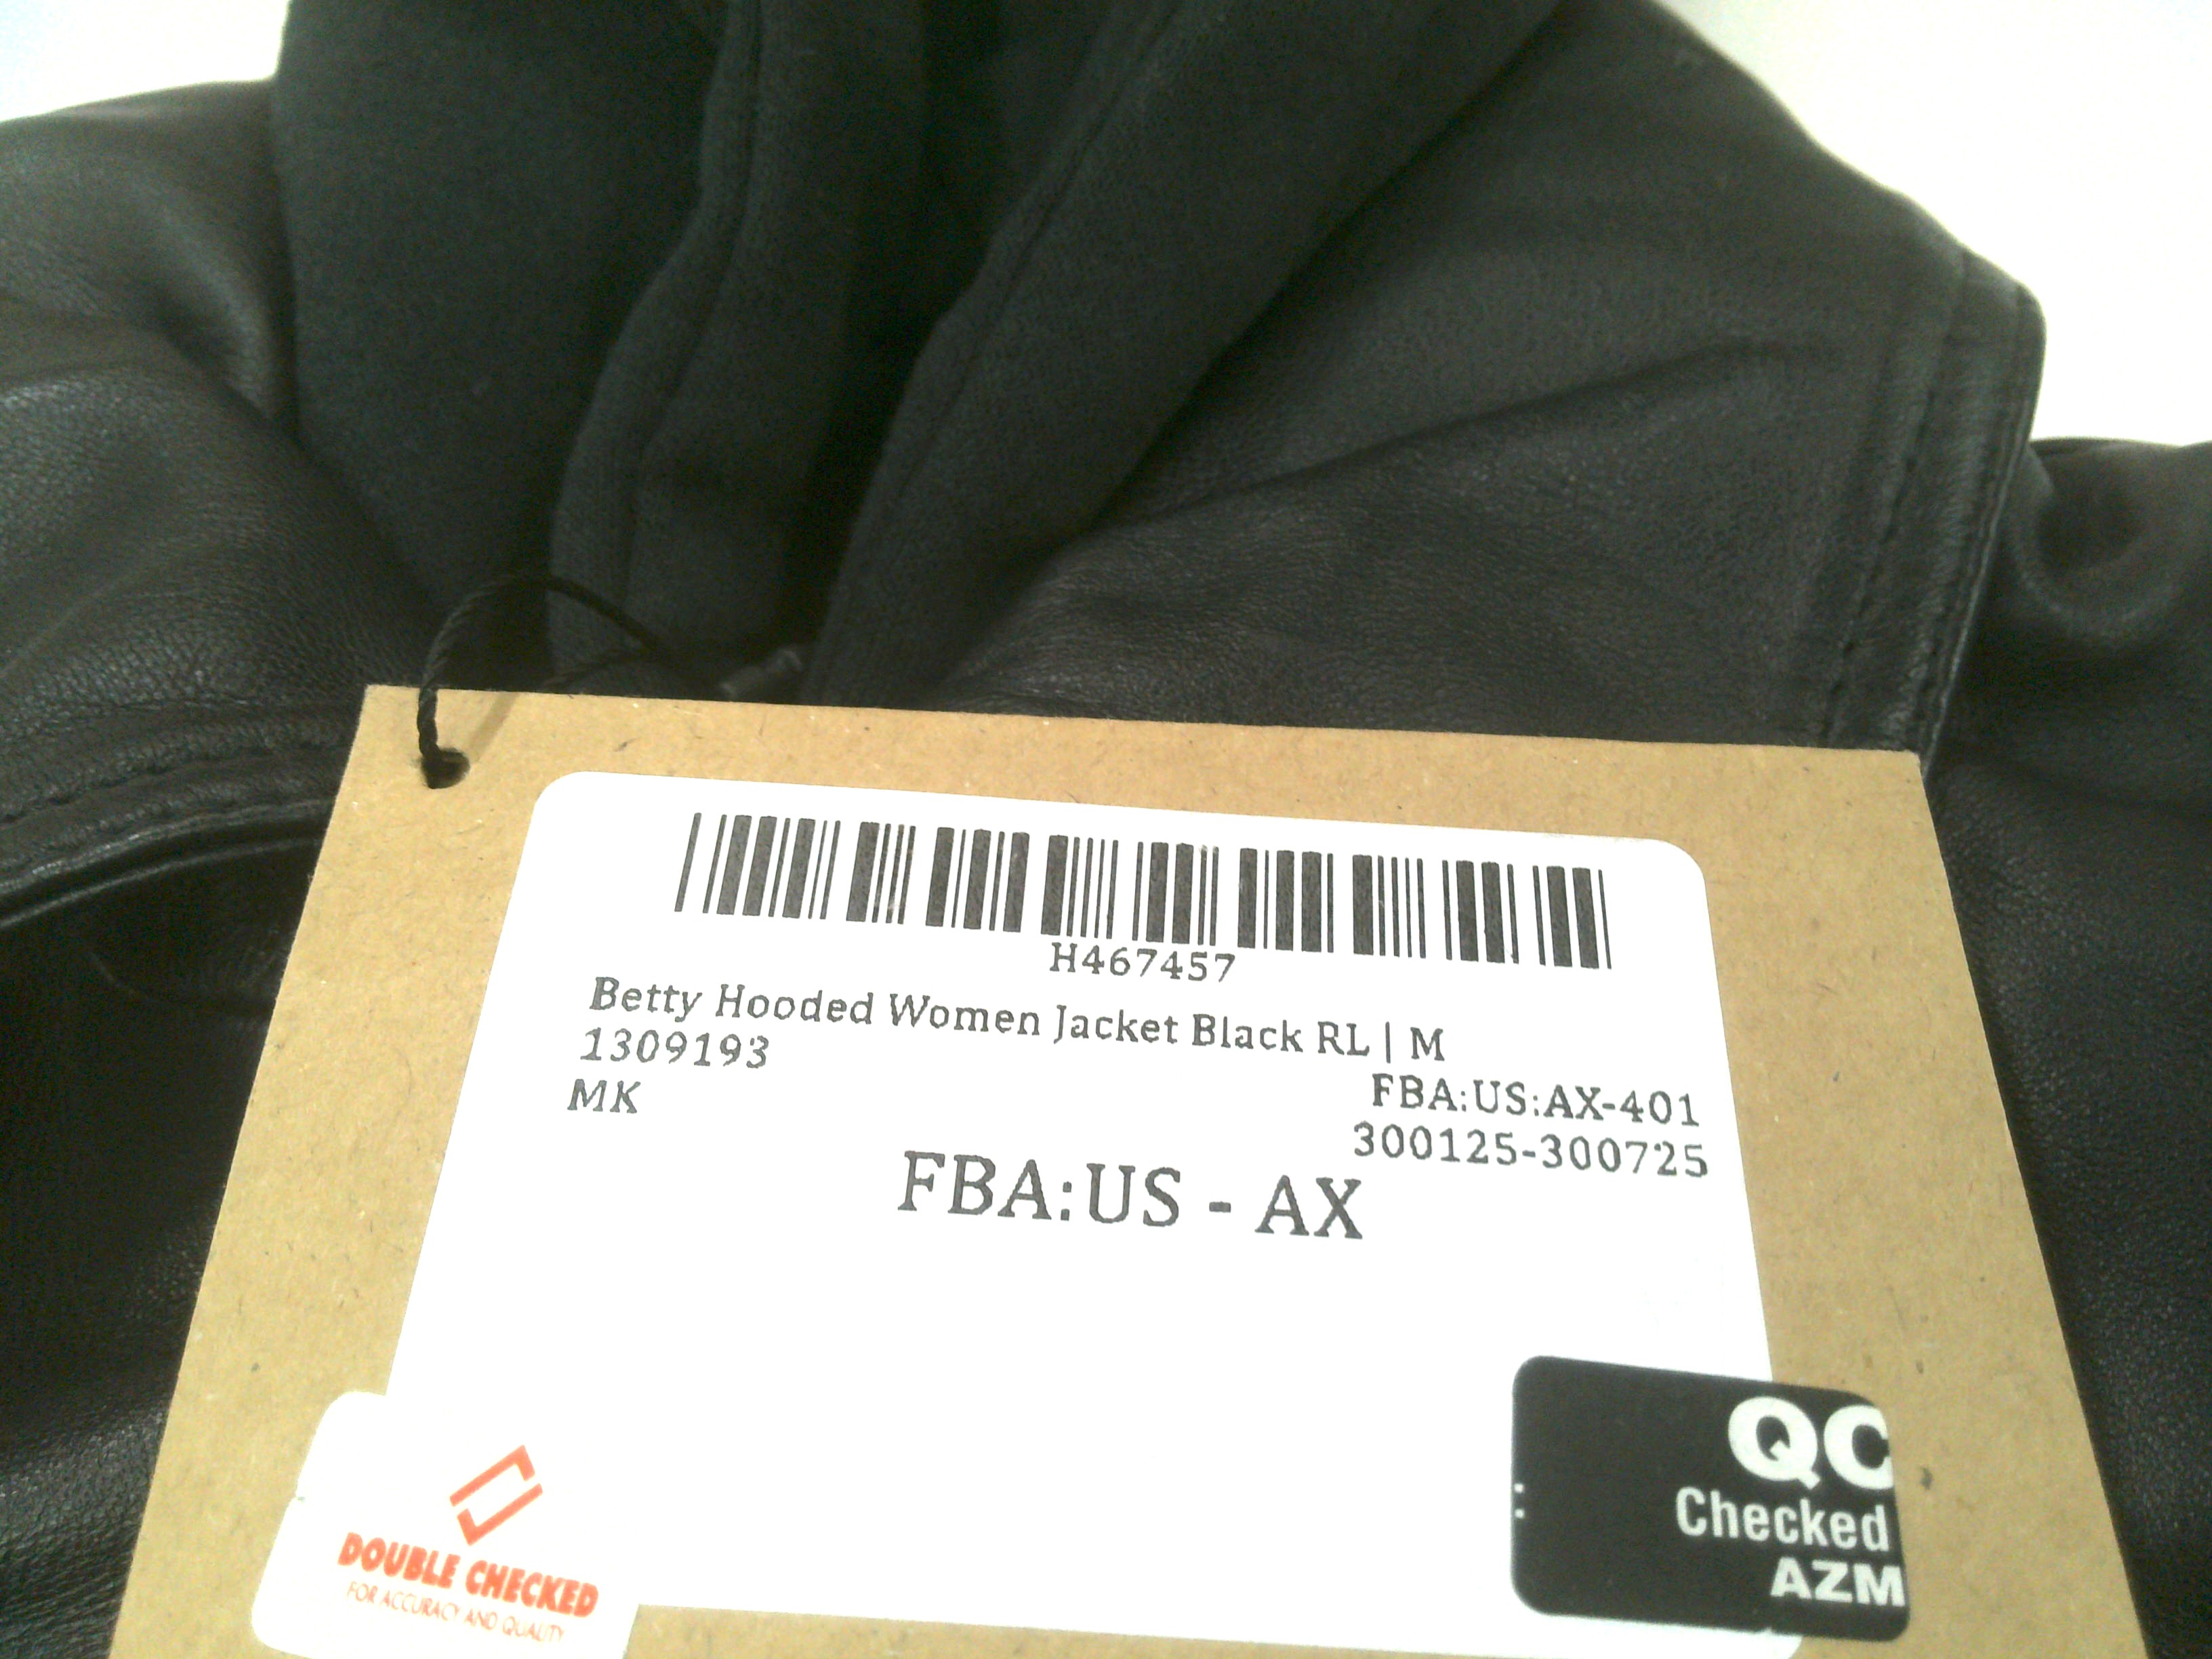 H467457
Betty Hooded Women Jacket Black RL | M
1309193
MK
FBA:US:AX-401
300125-300725
FBA:US - AX
QC
Checked
:
AZM
DOUBLE CHECKED
FOR ACCURACY AND QUALITY